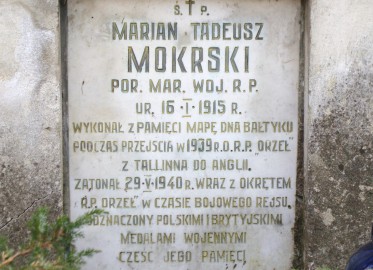 Ś. † P.
MARIAN TADEUSZ
MOKRSKI
POR. MAR. WOJ. R.P.
UR. 16-I-1915 R.
WYKONAŁ Z PAMIĘCI MAPĘ DNA BAŁTYKU
PODCZAS PRZEJŚCIA W 1939 R. O.R.P. "ORZEŁ"
Z TALLINNA DO ANGLII.
ZATONĄŁ 29-V-1940 R. WRAZ Z OKRĘTEM
R.P. ORZEŁ" W CZASIE BOJOWEGO REJSU.
ODZNACZONY POLSKIMI I BRYTYJSKIMI
MEDALAMI WOJENNYMI
CZEŚĆ JEGO PAMIĘCI